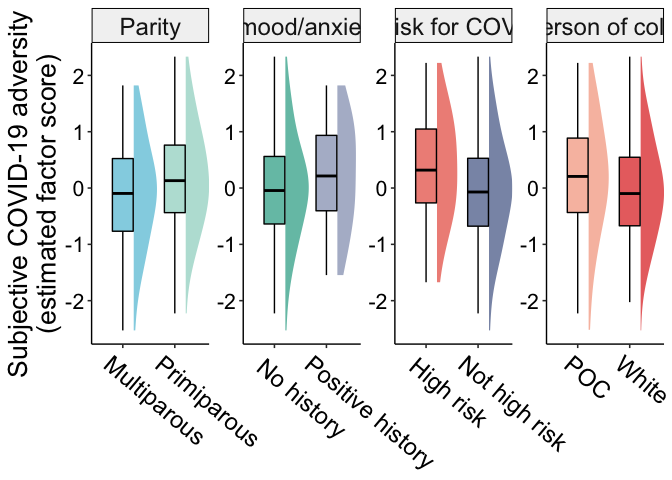 Parity
mood/anxie
isk for COV
erson of col
Subjective COVID-19 adversity
(estimated factor score)
2
1
0
-1
-2
2
1
0
-1
-2
2
1
0
-1
-2
2
1
0
-1
-2
Multiparous
Primiparous
No history
Positive history
High risk
Not high risk
POC
White